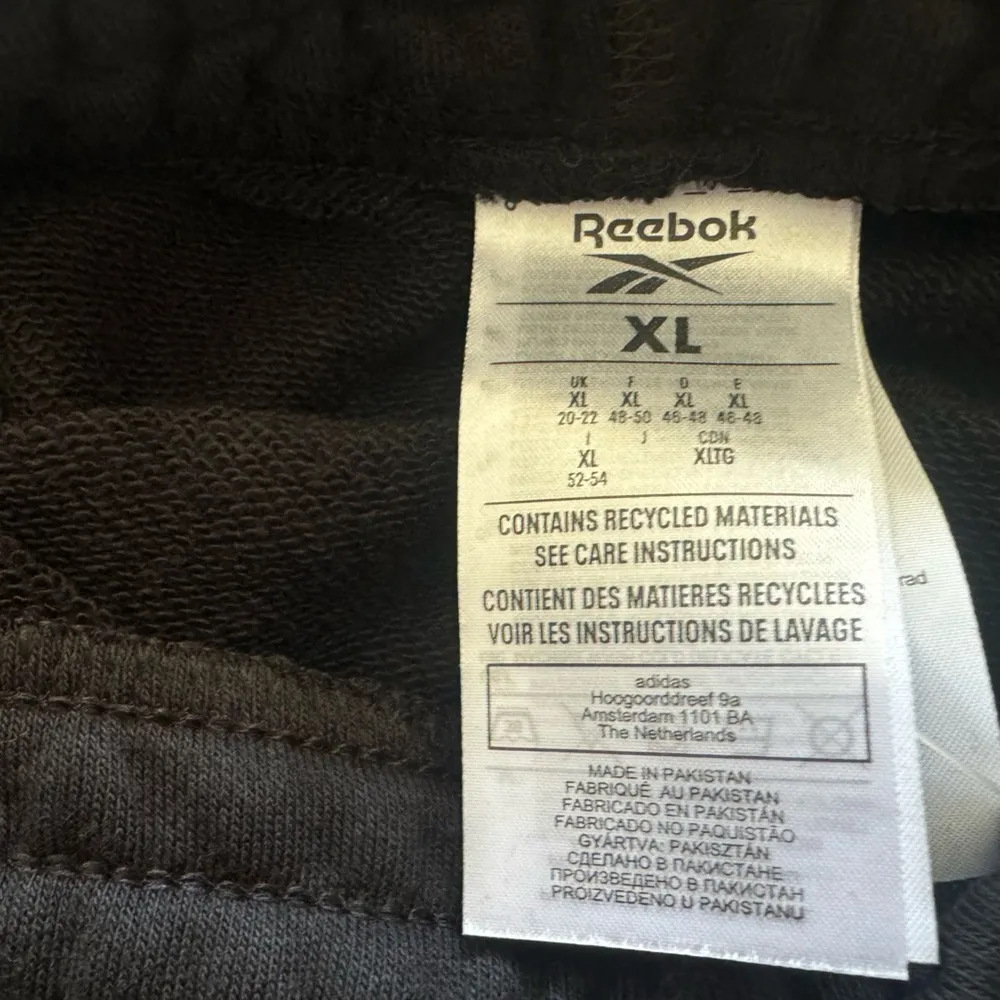 Reebok
XL
UK F D E
XL XL XL XL
20-22 48-50 46-48 46-48
I J CDN
XL XLTG
52-54
CONTAINS RECYCLED MATERIALS
SEE CARE INSTRUCTIONS
CONTIENT DES MATIERES RECYCLEES
VOIR LES INSTRUCTIONS DE LAVAGE
adidas
Hoogoorddreef 9a
Amsterdam 1101 BA
The Netherlands
MADE IN PAKISTAN
FABRIQUÉ AU PAKISTAN
FABRICADO EN PAKISTÁN
FABRICADO NO PAQUISTÃO
GYÁRTVA: PAKISZTÁN
СДЕЛАНО В ПАКИСТАНЕ
ПРОИЗВЕДЕНО В ПАКИСТАН
PROIZVEDENO U PAKISTANU
rad